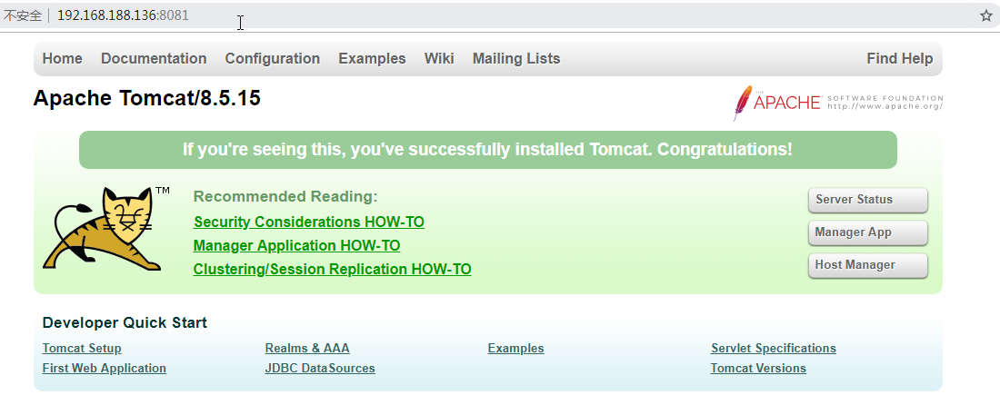 不安全 192.168.188.136:8081
Home Documentation Configuration Examples Wiki Mailing Lists Find Help
Apache Tomcat/8.5.15
THE APACHE™ SOFTWARE FOUNDATION
http://www.apache.org/
If you're seeing this, you've successfully installed Tomcat. Congratulations!
TM
Recommended Reading:
Security Considerations HOW-TO
Manager Application HOW-TO
Clustering/Session Replication HOW-TO
Server Status
Manager App
Host Manager
Developer Quick Start
Tomcat Setup Realms & AAA Examples Servlet Specifications
First Web Application JDBC DataSources Tomcat Versions